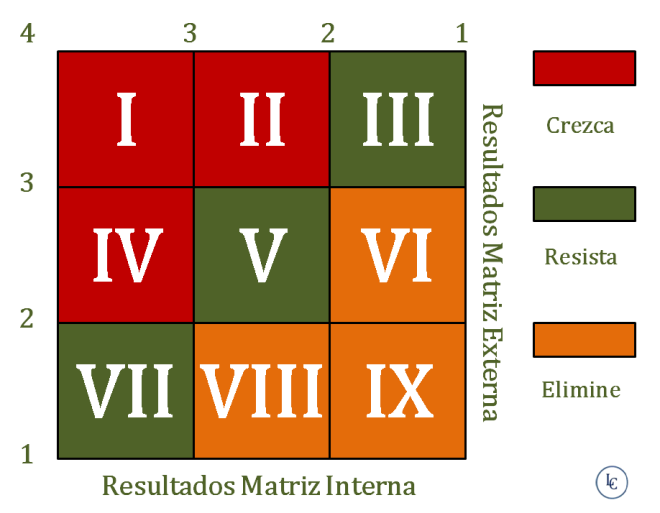 4 3 2 1
I II III
Crezca
3
IV V VI
Resista
2
VII VIII IX
Elimine
1
Resultados Matriz Externa
Resultados Matriz Interna
LC